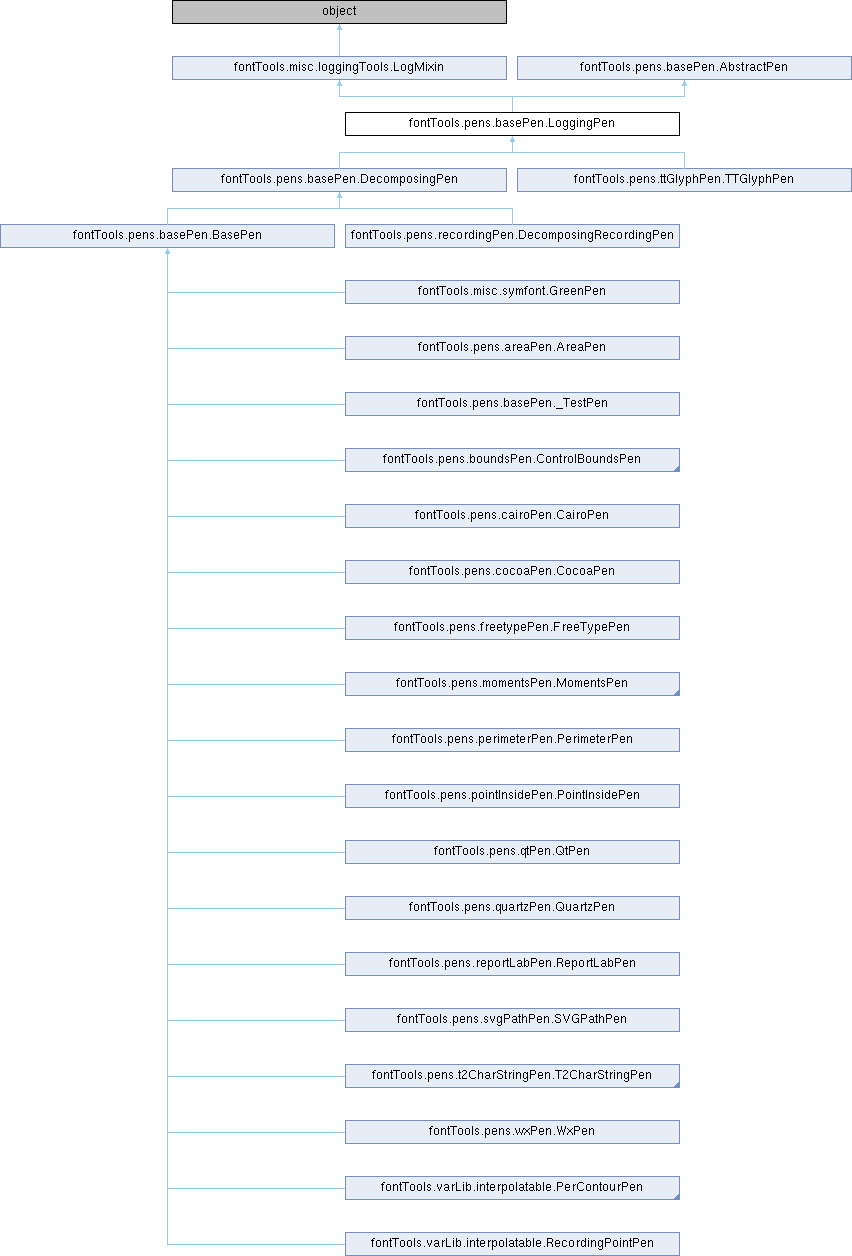 object
fontTools.misc.loggingTools.LogMixin
fontTools.pens.basePen.AbstractPen
fontTools.pens.basePen.LoggingPen
fontTools.pens.basePen.DecomposingPen
fontTools.pens.ttGlyphPen.TTGlyphPen
fontTools.pens.basePen.BasePen
fontTools.pens.recordingPen.DecomposingRecordingPen
fontTools.misc.symfont.GreenPen
fontTools.pens.areaPen.AreaPen
fontTools.pens.basePen._TestPen
fontTools.pens.boundsPen.ControlBoundsPen
fontTools.pens.cairoPen.CairoPen
fontTools.pens.cocoaPen.CocoaPen
fontTools.pens.freetypePen.FreeTypePen
fontTools.pens.momentsPen.MomentsPen
fontTools.pens.perimeterPen.PerimeterPen
fontTools.pens.pointInsidePen.PointInsidePen
fontTools.pens.qtPen.QtPen
fontTools.pens.quartzPen.QuartzPen
fontTools.pens.reportLabPen.ReportLabPen
fontTools.pens.svgPathPen.SVGPathPen
fontTools.pens.t2CharStringPen.T2CharStringPen
fontTools.pens.wxPen.WxPen
fontTools.varLib.interpolatable.PerContourPen
fontTools.varLib.interpolatable.RecordingPointPen